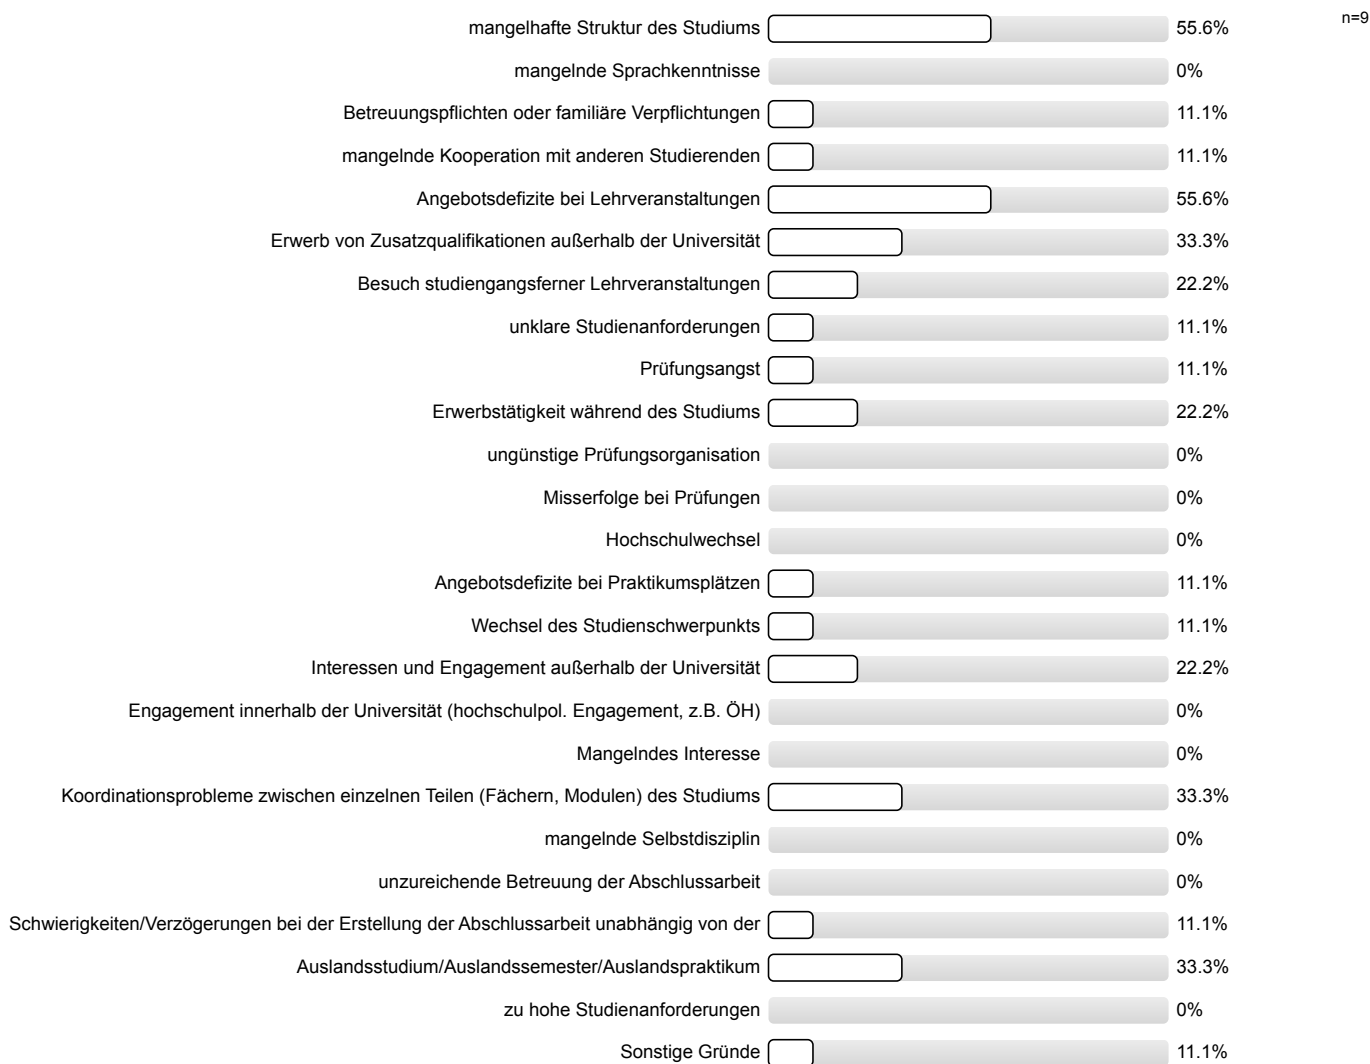 n=9
mangelhafte Struktur des Studiums 55.6%
mangelnde Sprachkenntnisse 0%
Betreuungspflichten oder familiäre Verpflichtungen 11.1%
mangelnde Kooperation mit anderen Studierenden 11.1%
Angebotsdefizite bei Lehrveranstaltungen 55.6%
Erwerb von Zusatzqualifikationen außerhalb der Universität 33.3%
Besuch studiengangsferner Lehrveranstaltungen 22.2%
unklare Studienanforderungen 11.1%
Prüfungsangst 11.1%
Erwerbstätigkeit während des Studiums 22.2%
ungünstige Prüfungsorganisation 0%
Misserfolge bei Prüfungen 0%
Hochschulwechsel 0%
Angebotsdefizite bei Praktikumsplätzen 11.1%
Wechsel des Studienschwerpunkts 11.1%
Interessen und Engagement außerhalb der Universität 22.2%
Engagement innerhalb der Universität (hochschulpol. Engagement, z.B. ÖH) 0%
Mangelndes Interesse 0%
Koordinationsprobleme zwischen einzelnen Teilen (Fächern, Modulen) des Studiums 33.3%
mangelnde Selbstdisziplin 0%
unzureichende Betreuung der Abschlussarbeit 0%
Schwierigkeiten/Verzögerungen bei der Erstellung der Abschlussarbeit unabhängig von der 11.1%
Auslandsstudium/Auslandssemester/Auslandspraktikum 33.3%
zu hohe Studienanforderungen 0%
Sonstige Gründe 11.1%